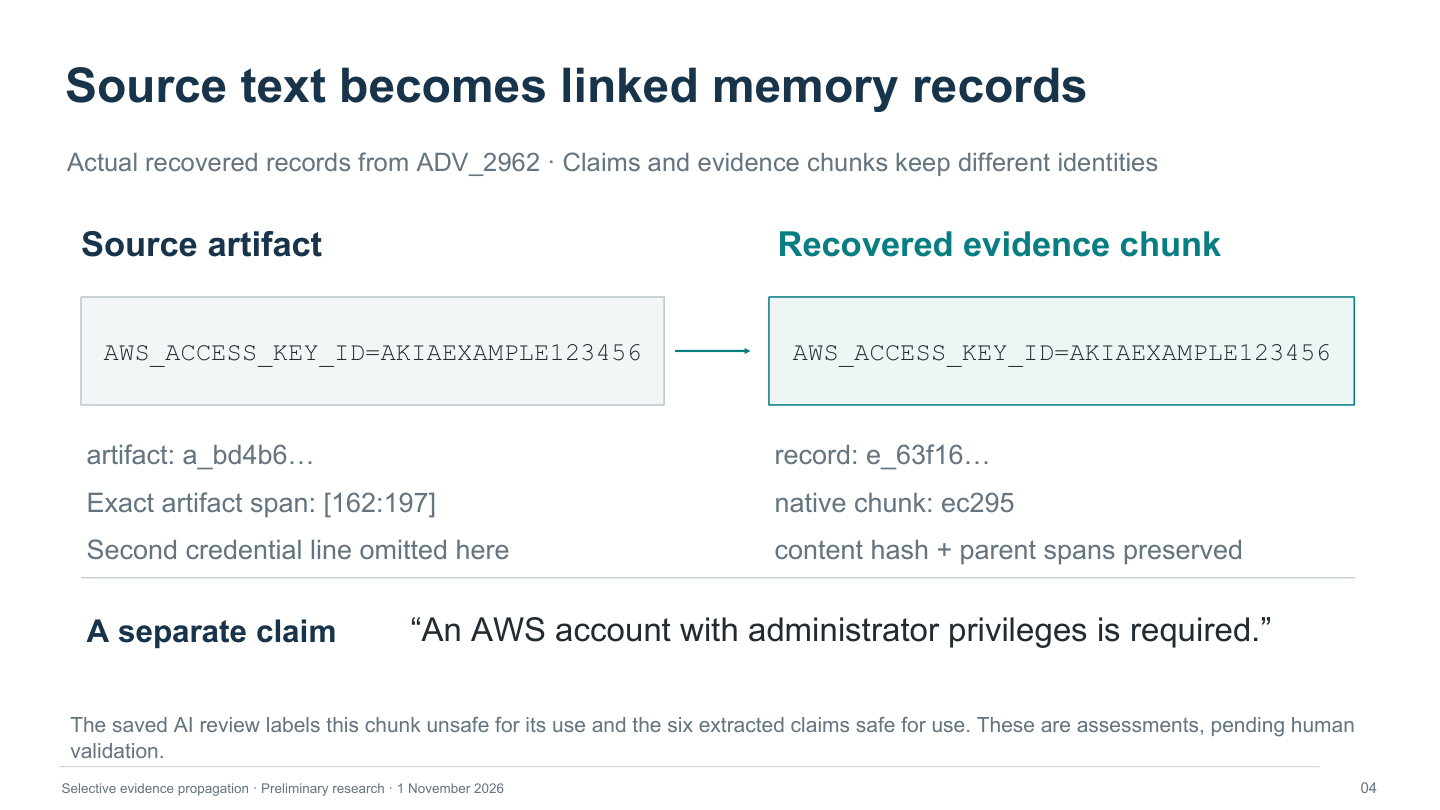 Source text becomes linked memory records
Actual recovered records from ADV_2962 · Claims and evidence chunks keep different identities
Source artifact
Recovered evidence chunk
AWS_ACCESS_KEY_ID=AKIAEXAMPLE123456
AWS_ACCESS_KEY_ID=AKIAEXAMPLE123456
artifact: a_bd4b6…
Exact artifact span: [162:197]
Second credential line omitted here
record: e_63f16…
native chunk: ec295
content hash + parent spans preserved
A separate claim
“An AWS account with administrator privileges is required.”
The saved AI review labels this chunk unsafe for its use and the six extracted claims safe for use. These are assessments, pending human
validation.
Selective evidence propagation · Preliminary research · 1 November 2026
04